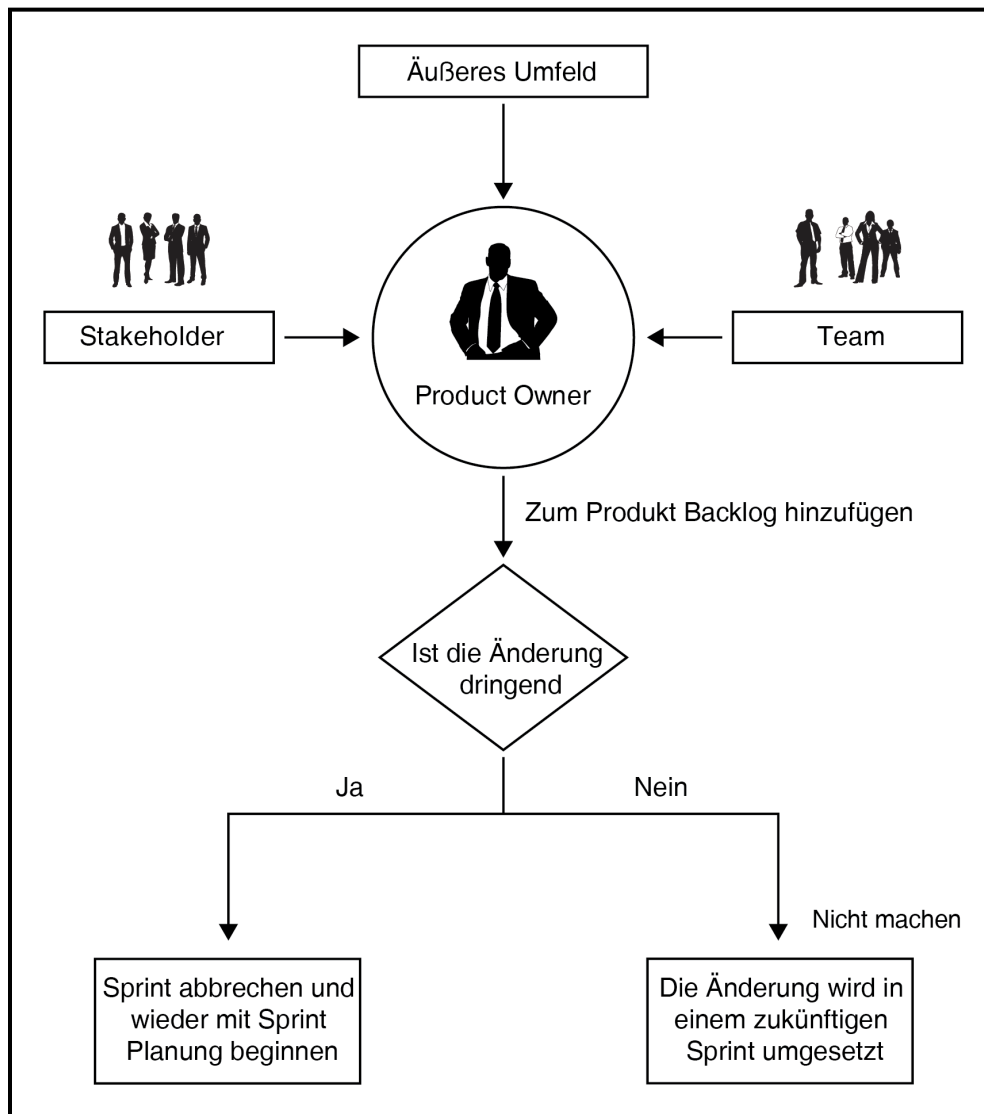 Äußeres Umfeld
Stakeholder
Team
Product Owner
Zum Produkt Backlog hinzufügen
Ist die Änderung
dringend
Ja
Nein
Nicht machen
Sprint abbrechen und
wieder mit Sprint
Planung beginnen
Die Änderung wird in
einem zukünftigen
Sprint umgesetzt